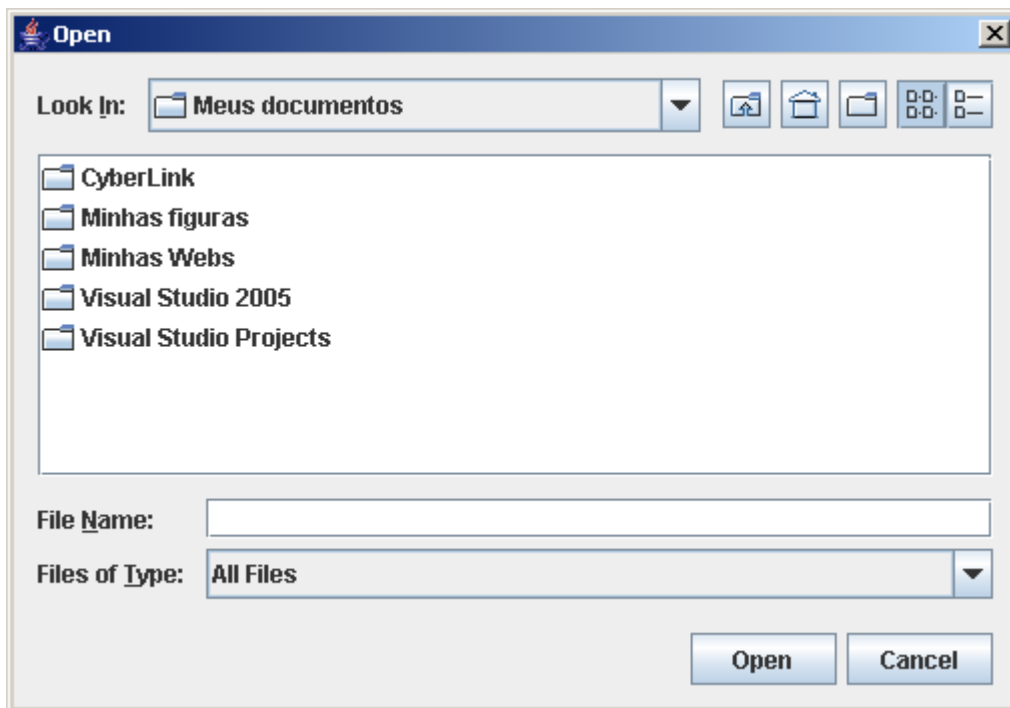 Open
Look In: Meus documentos
CyberLink
Minhas figuras
Minhas Webs
Visual Studio 2005
Visual Studio Projects
File Name:
Files of Type: All Files
Open Cancel